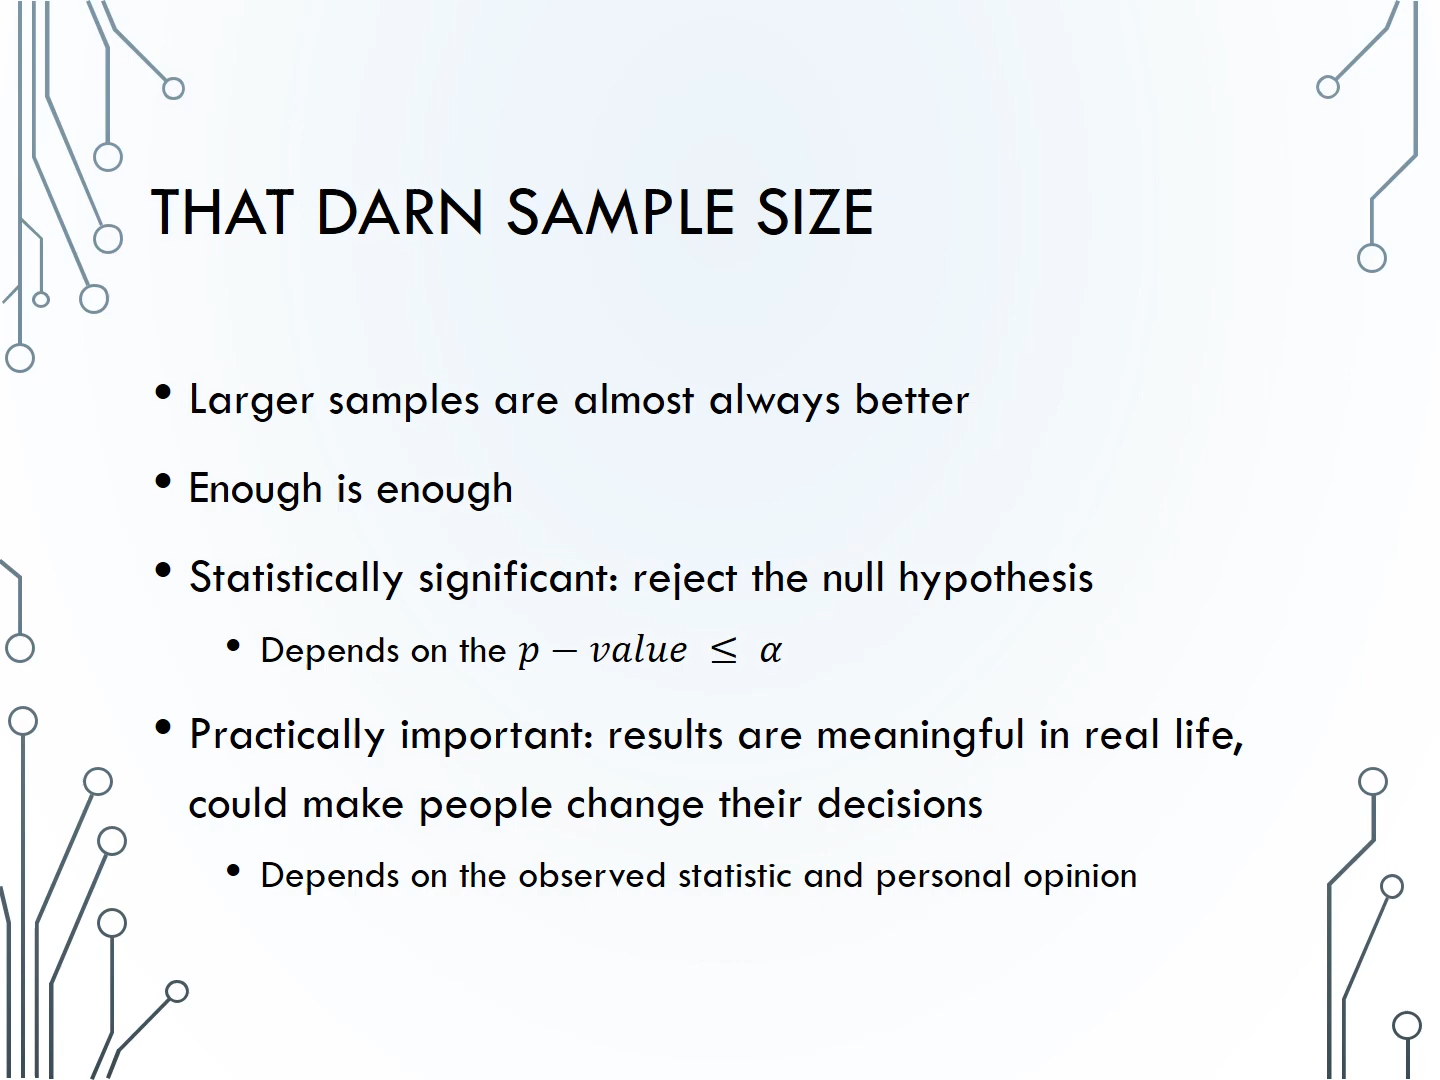 THAT DARN SAMPLE SIZE
• Larger samples are almost always better
• Enough is enough
• Statistically significant: reject the null hypothesis
• Depends on the p − value ≤ α
• Practically important: results are meaningful in real life,
could make people change their decisions
• Depends on the observed statistic and personal opinion